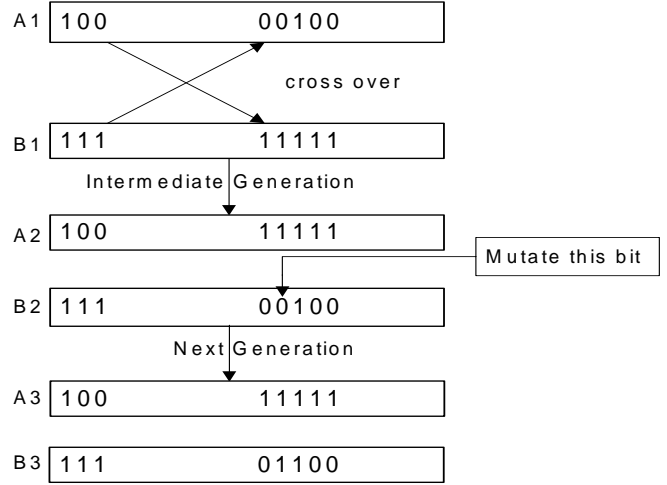 A1 100 00100
cross over
B1 111 11111
Intermediate Generation
A2 100 11111
Mutate this bit
B2 111 00100
Next Generation
A3 100 11111
B3 111 01100